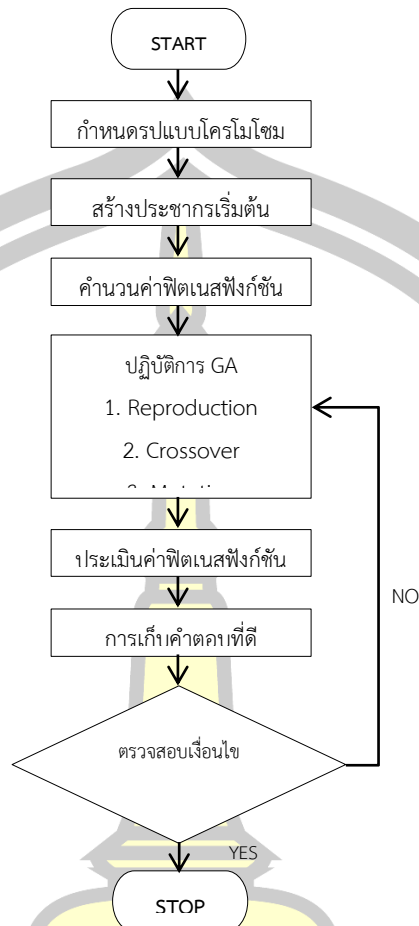 START
กำหนดรปแบบโครโมโซม
สร้างประชากรเริ่มต้น
คำนวนค่าฟิตเนสฟังก์ชัน
ปฏิบัติการ GA
1. Reproduction
2. Crossover
ประเมินค่าฟิตเนสฟังก์ชัน
NO
การเก็บคำตอบที่ดี
ตรวจสอบเงื่อนไข
YES
STOP